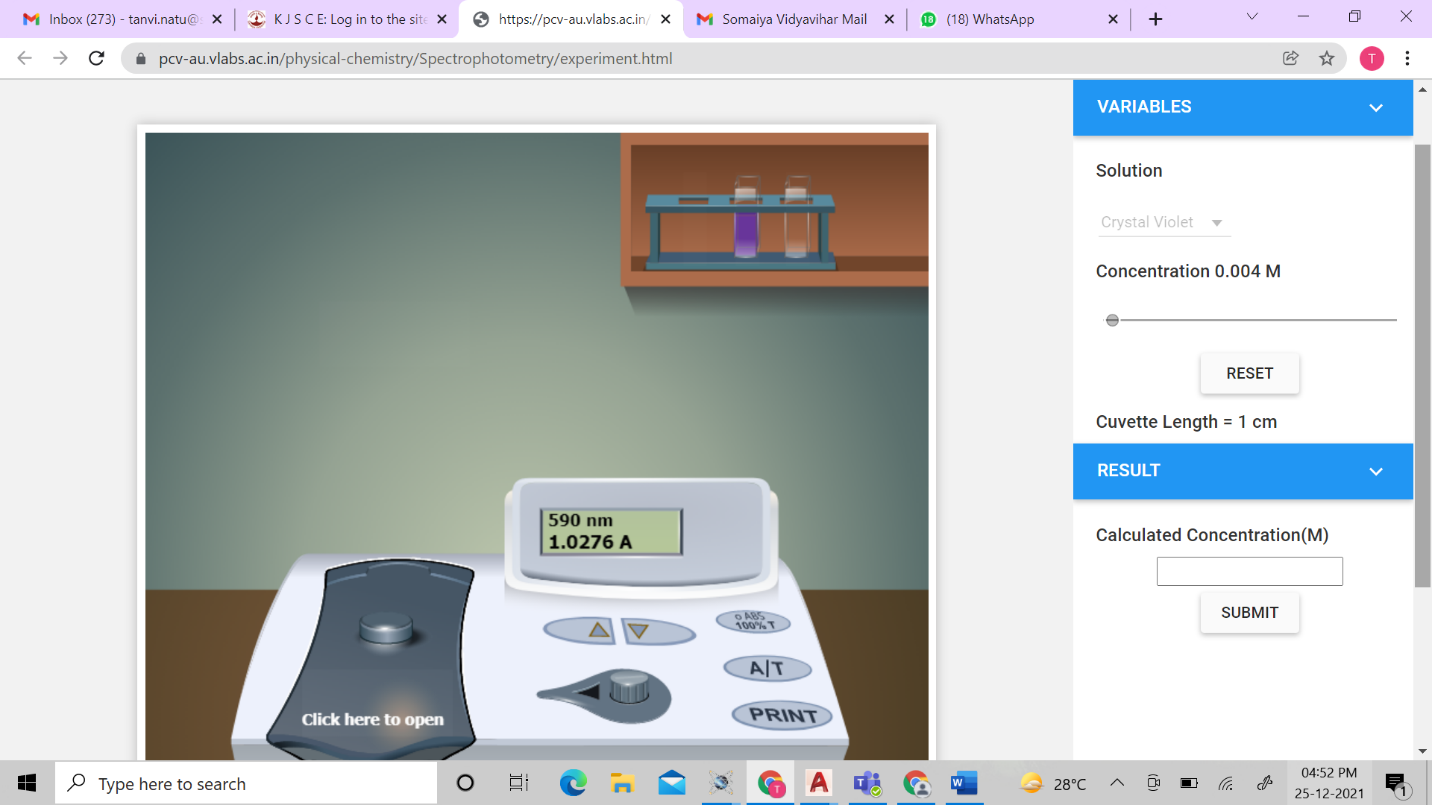 Inbox (273) - tanvi.natu@s
K J S C E: Log in to the site
https://pcv-au.vlabs.ac.in/
Somaiya Vidyavihar Mail
18
(18) WhatsApp
pcv-au.vlabs.ac.in/physical-chemistry/Spectrophotometry/experiment.html
T
VARIABLES
Solution
Crystal Violet
Concentration 0.004 M
RESET
Cuvette Length = 1 cm
RESULT
Calculated Concentration(M)
SUBMIT
590 nm
1.0276 A
o ABS
100% T
A|T
PRINT
Click here to open
Type here to search
T
28°C
04:52 PM
25-12-2021
1